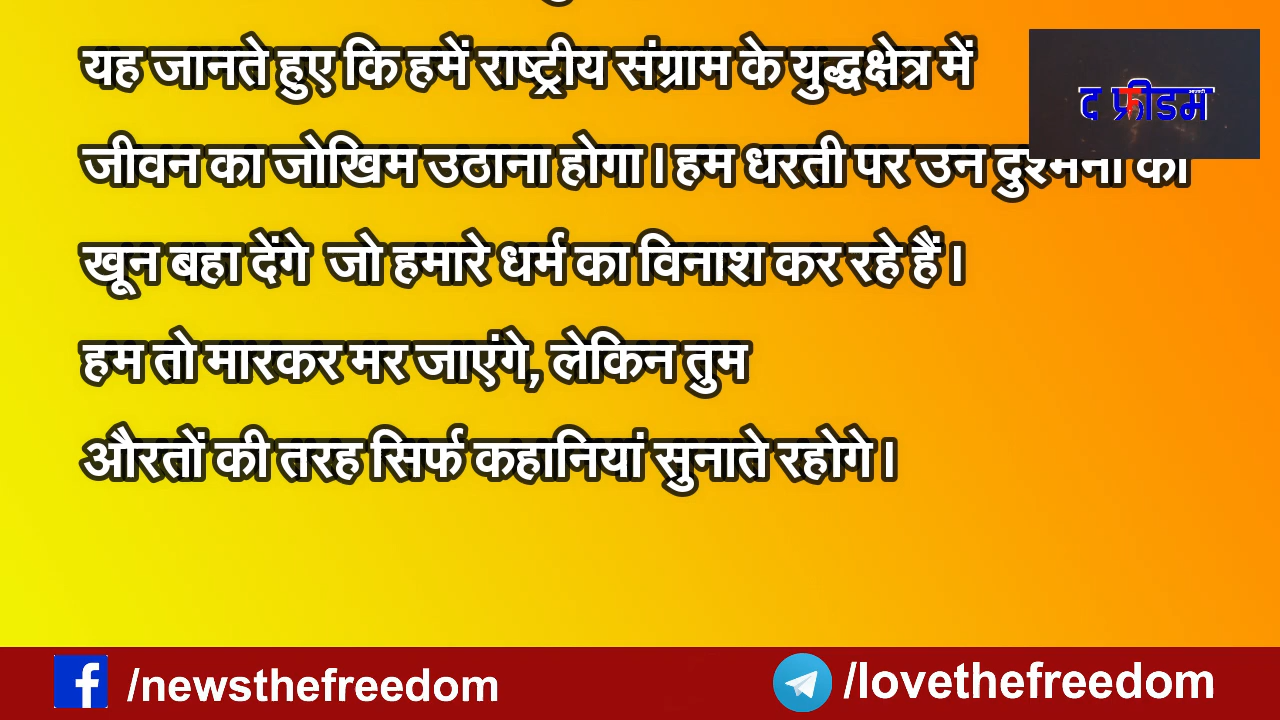 यह जानते हुए कि हमें राष्ट्रीय संग्राम के युद्धक्षेत्र में
द फ्रीडम
जीवन का जोखिम उठाना होगा। हम धरती पर उन
खून बहा देंगे जो हमारे धर्म का विनाश कर रहे हैं।
हम तो मारकर मर जाएंगे, लेकिन तुम
औरतों की तरह सिर्फ कहानियां सुनाते रहोगे।
/newsthefreedom
/lovethefreedom